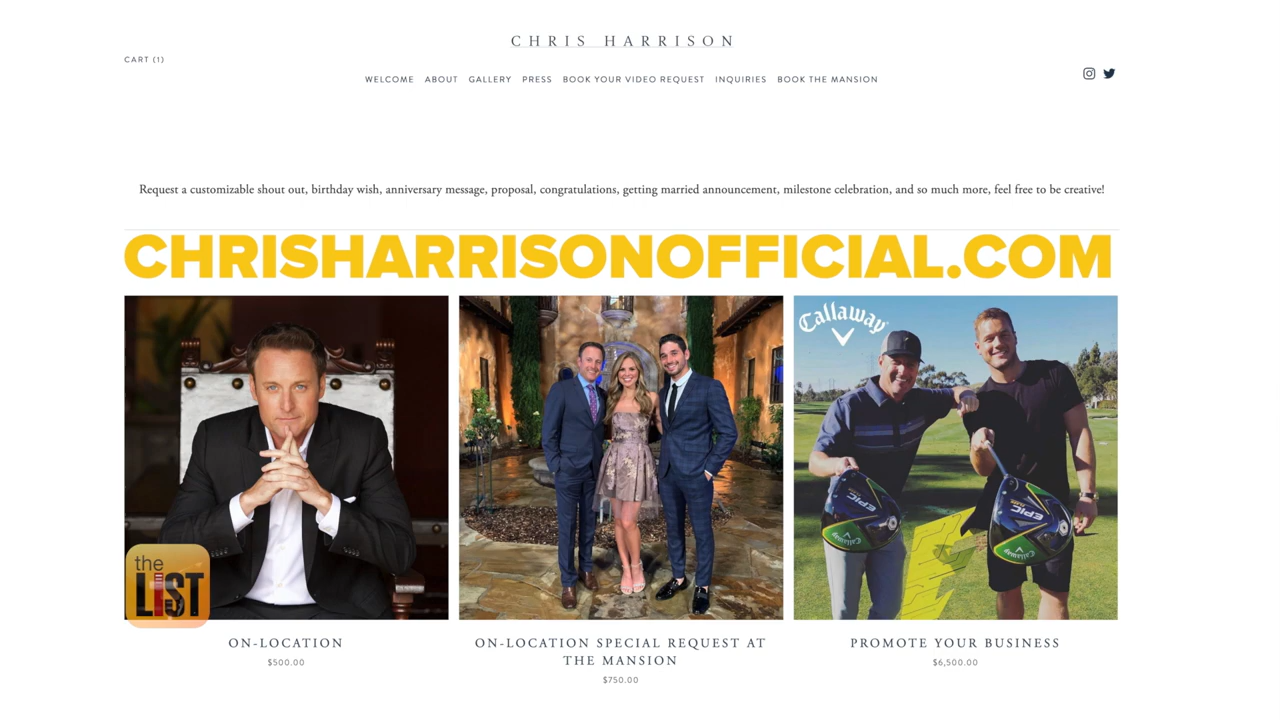 CHRIS HARRISON
CART (1)
WELCOME ABOUT GALLERY PRESS BOOK YOUR VIDEO REQUEST INQUIRIES BOOK THE MANSION
Request a customizable shout out, birthday wish, anniversary message, proposal, congratulations, getting married announcement, milestone celebration, and so much more, feel free to be creative!
CHRISHARRISONOFFICIAL.COM
Callaway
EPIC
Callaway
EPIC
Callaway
the
LIST
ON-LOCATION
$500.00
ON-LOCATION SPECIAL REQUEST AT
THE MANSION
$750.00
PROMOTE YOUR BUSINESS
$6,500.00